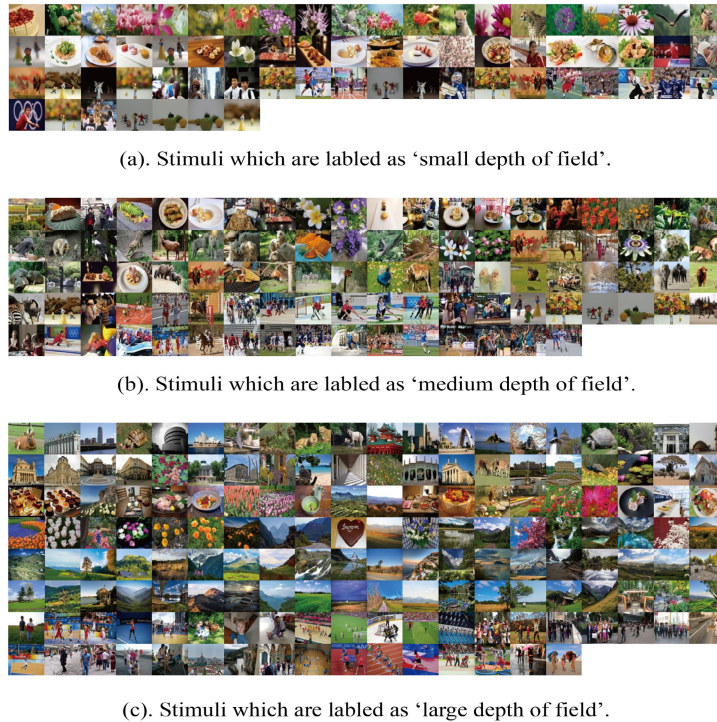 (a). Stimuli which are labled as ‘small depth of field’.
(b). Stimuli which are labled as ‘medium depth of field’.
(c). Stimuli which are labled as ‘large depth of field’.